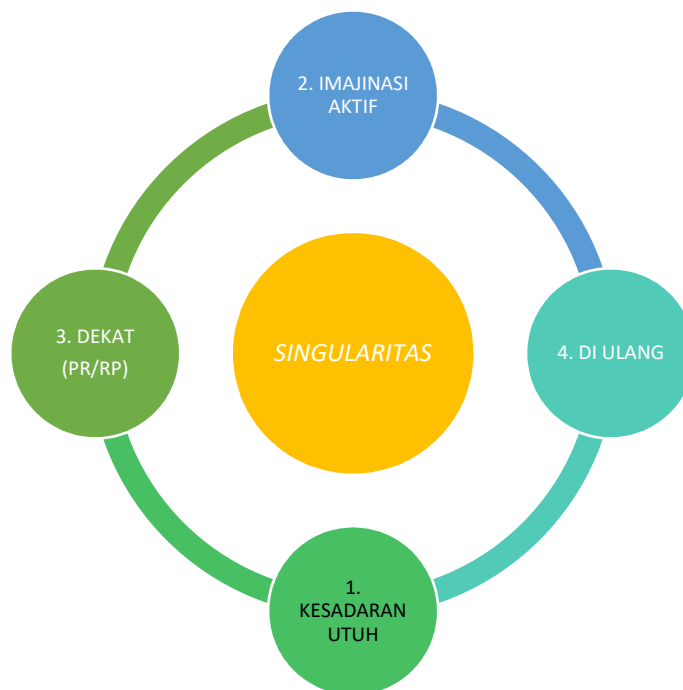 2. IMAJINASI
AKTIF
3. DEKAT
(PR/RP)
SINGULARITAS
4. DI ULANG
1.
KESADARAN
UTUH